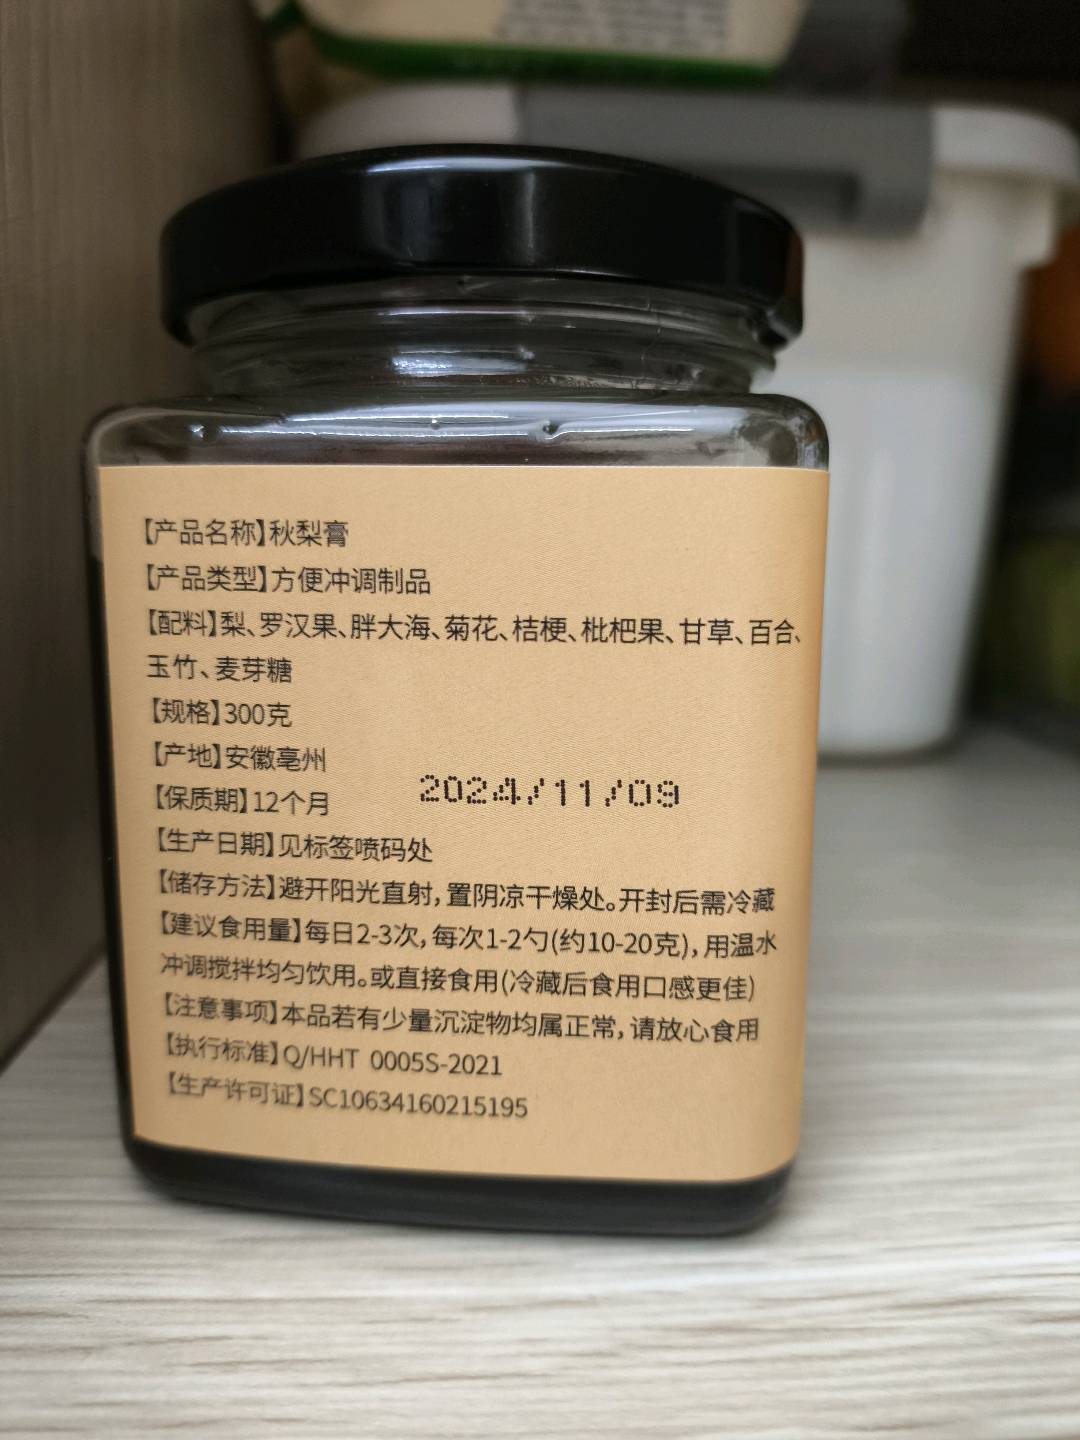 【产品名称】秋梨膏
【产品类型】方便冲调制品
【配料】梨、罗汉果、胖大海、菊花、桔梗、枇杷果、甘草、百合、
玉竹、麦芽糖
【规格】300克
【产地】安徽亳州
【保质期】12个月
2024/11/09
【生产日期】见标签喷码处
【储存方法】避开阳光直射,置阴凉干燥处。开封后需冷藏
【建议食用量】每日2-3次,每次1-2勺(约10-20克),用温水
冲调搅拌均匀饮用。或直接食用(冷藏后食用口感更佳)
【注意事项】本品若有少量沉淀物均属正常,请放心食用
【执行标准】Q/HHT 0005S-2021
【生产许可证】SC10634160215195